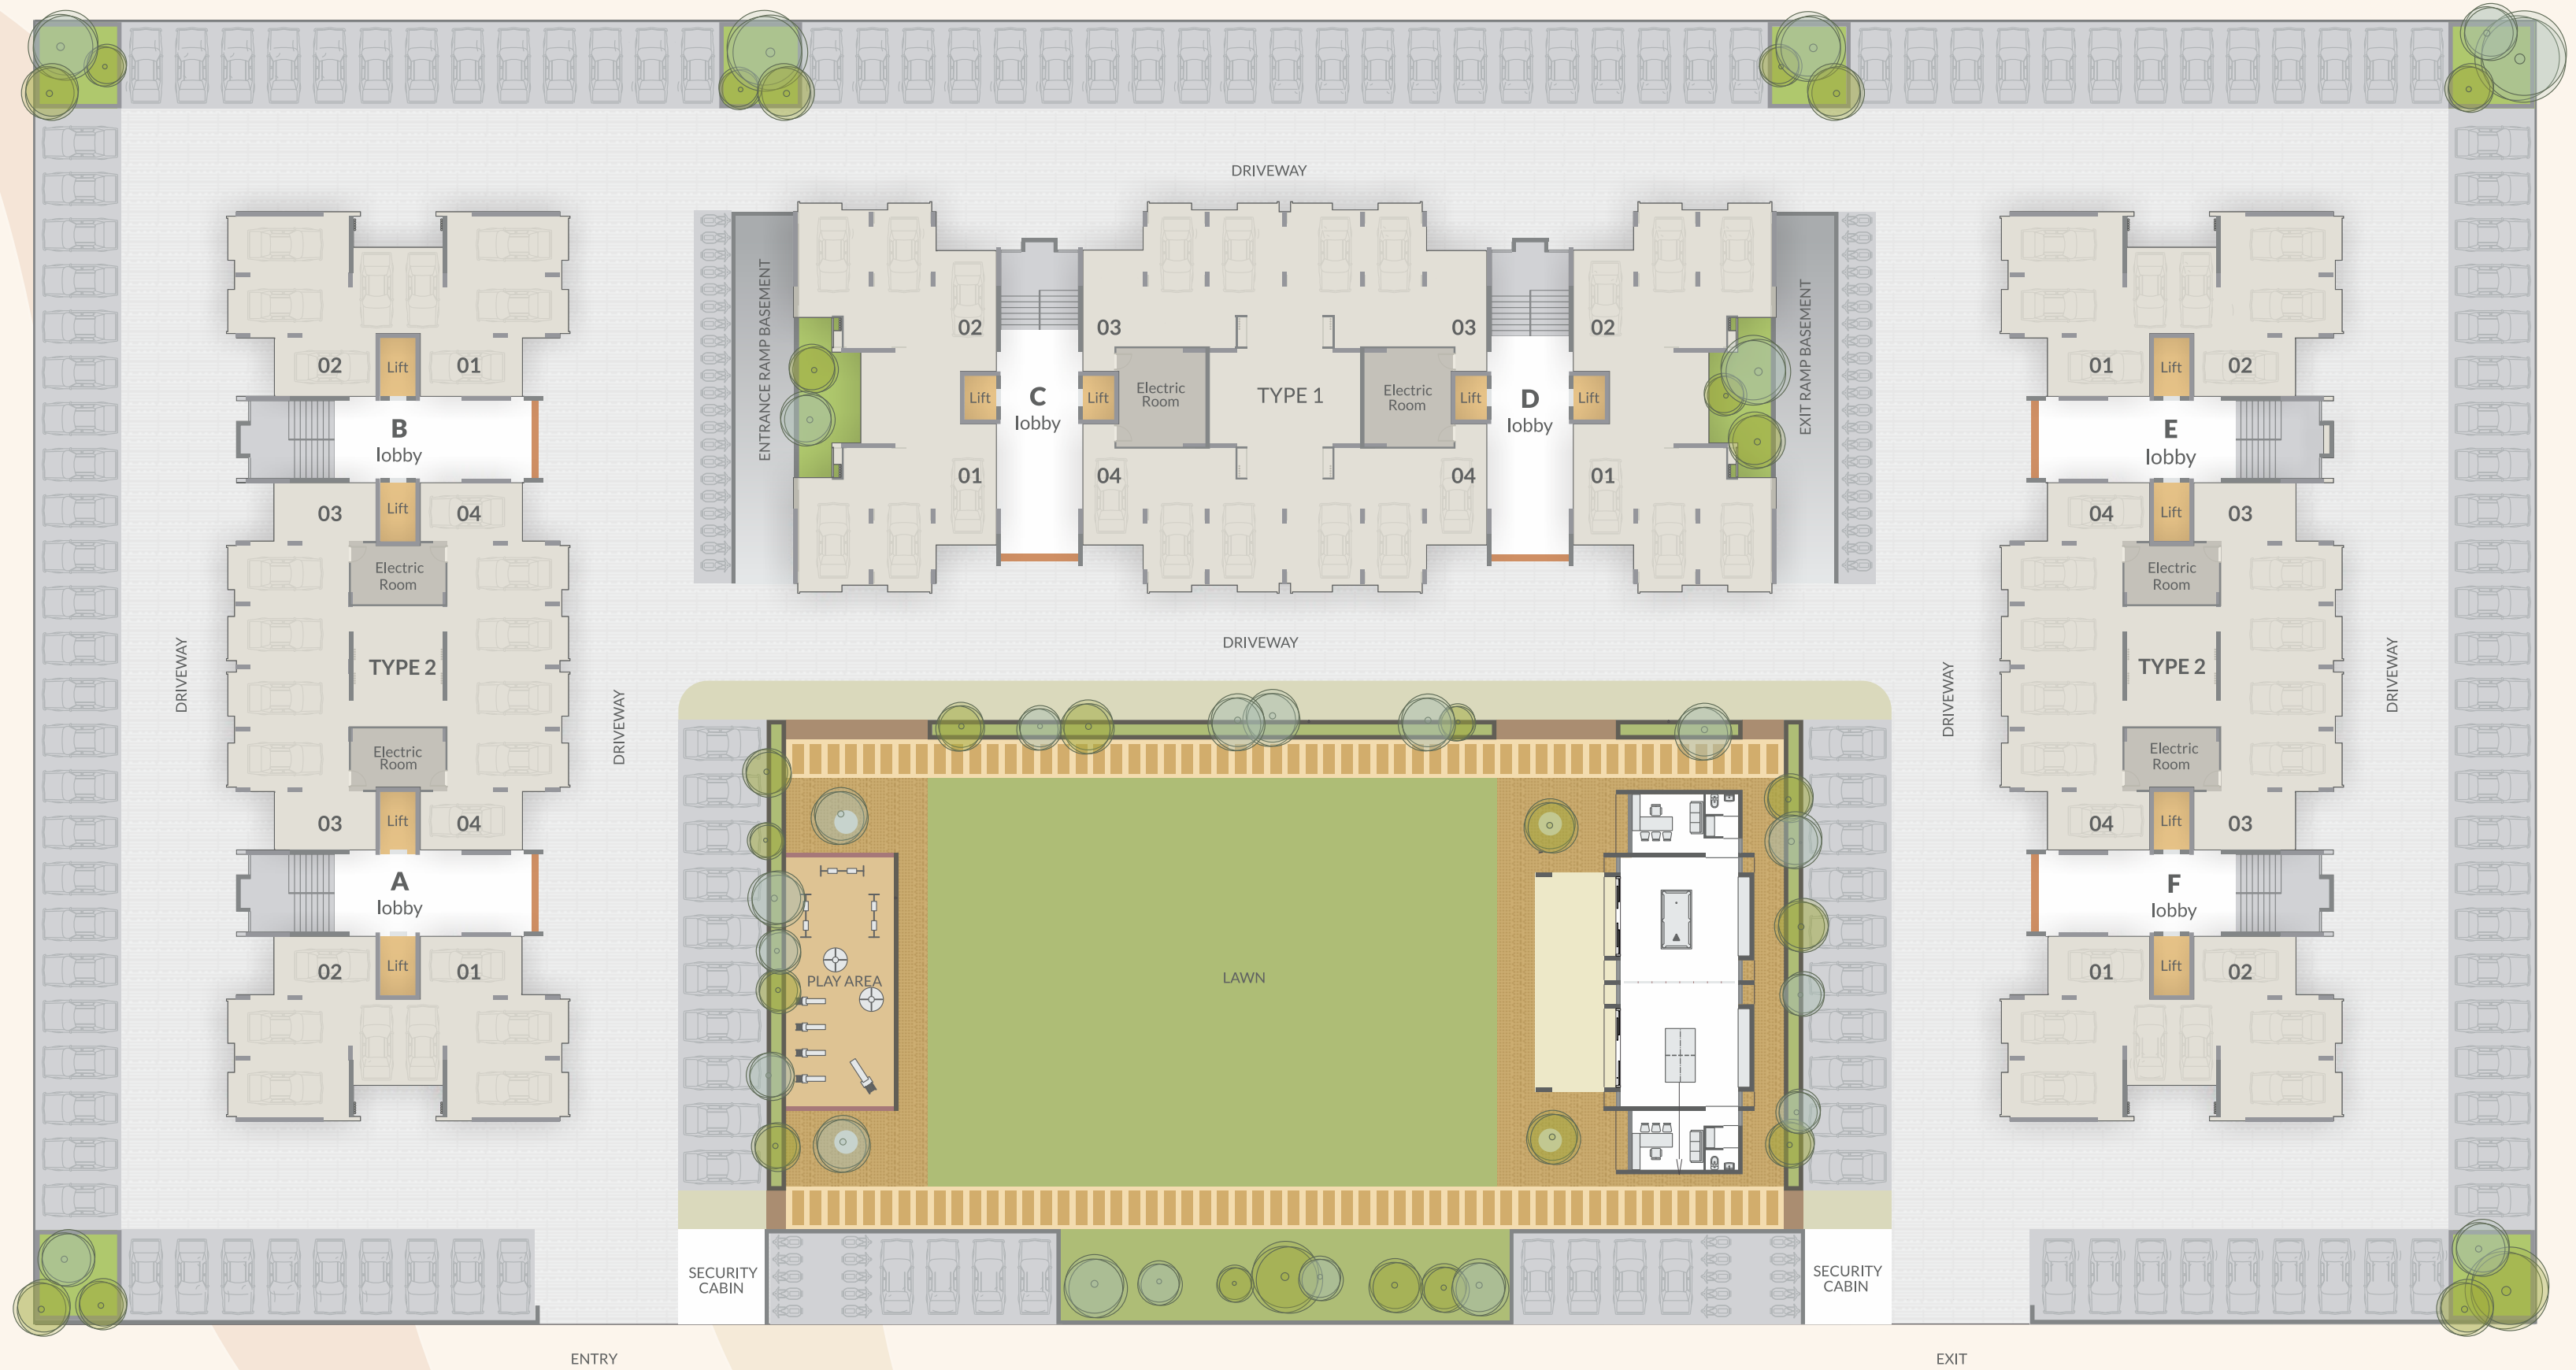 DRIVEWAY
ENTRANCE RAMP BASEMENT
EXIT RAMP BASEMENT
02
Lift
01
B
lobby
03
Lift
04
Electric
Room
TYPE 2
Electric
Room
03
Lift
04
A
lobby
02
Lift
01
DRIVEWAY
DRIVEWAY
02
03
Lift
C
lobby
Lift
Electric
Room
01
04
TYPE 1
03
02
Electric
Room
Lift
D
lobby
Lift
04
01
DRIVEWAY
01
Lift
02
E
lobby
04
Lift
03
Electric
Room
TYPE 2
Electric
Room
04
Lift
03
F
lobby
01
Lift
02
DRIVEWAY
DRIVEWAY
PLAY AREA
LAWN
SECURITY
CABIN
SECURITY
CABIN
ENTRY
EXIT